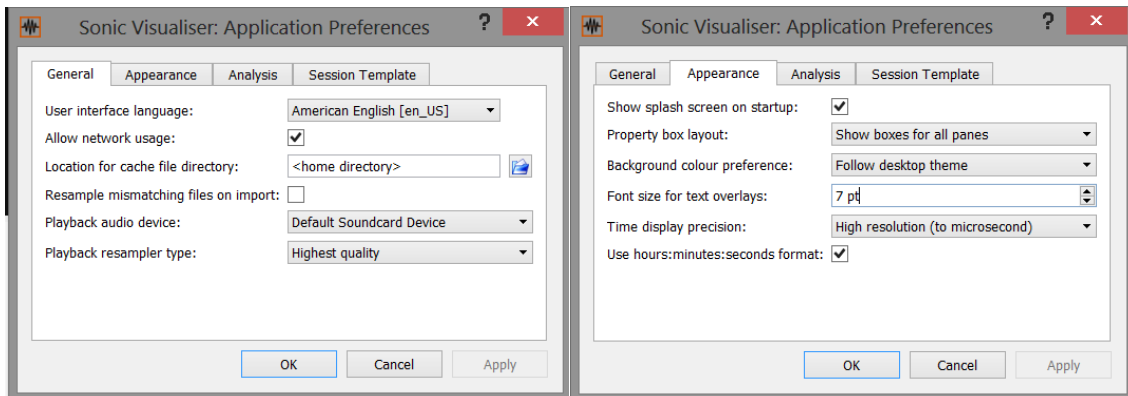 Sonic Visualiser: Application Preferences ? ×
General Appearance Analysis Session Template
User interface language: American English [en_US]
Allow network usage:
Location for cache file directory: <home directory>
Resample mismatching files on import:
Playback audio device: Default Soundcard Device
Playback resampler type: Highest quality
OK Cancel Apply
Sonic Visualiser: Application Preferences ? ×
General Appearance Analysis Session Template
Show splash screen on startup:
Property box layout: Show boxes for all panes
Background colour preference: Follow desktop theme
Font size for text overlays: 7 pt
Time display precision: High resolution (to microsecond)
Use hours:minutes:seconds format:
OK Cancel Apply